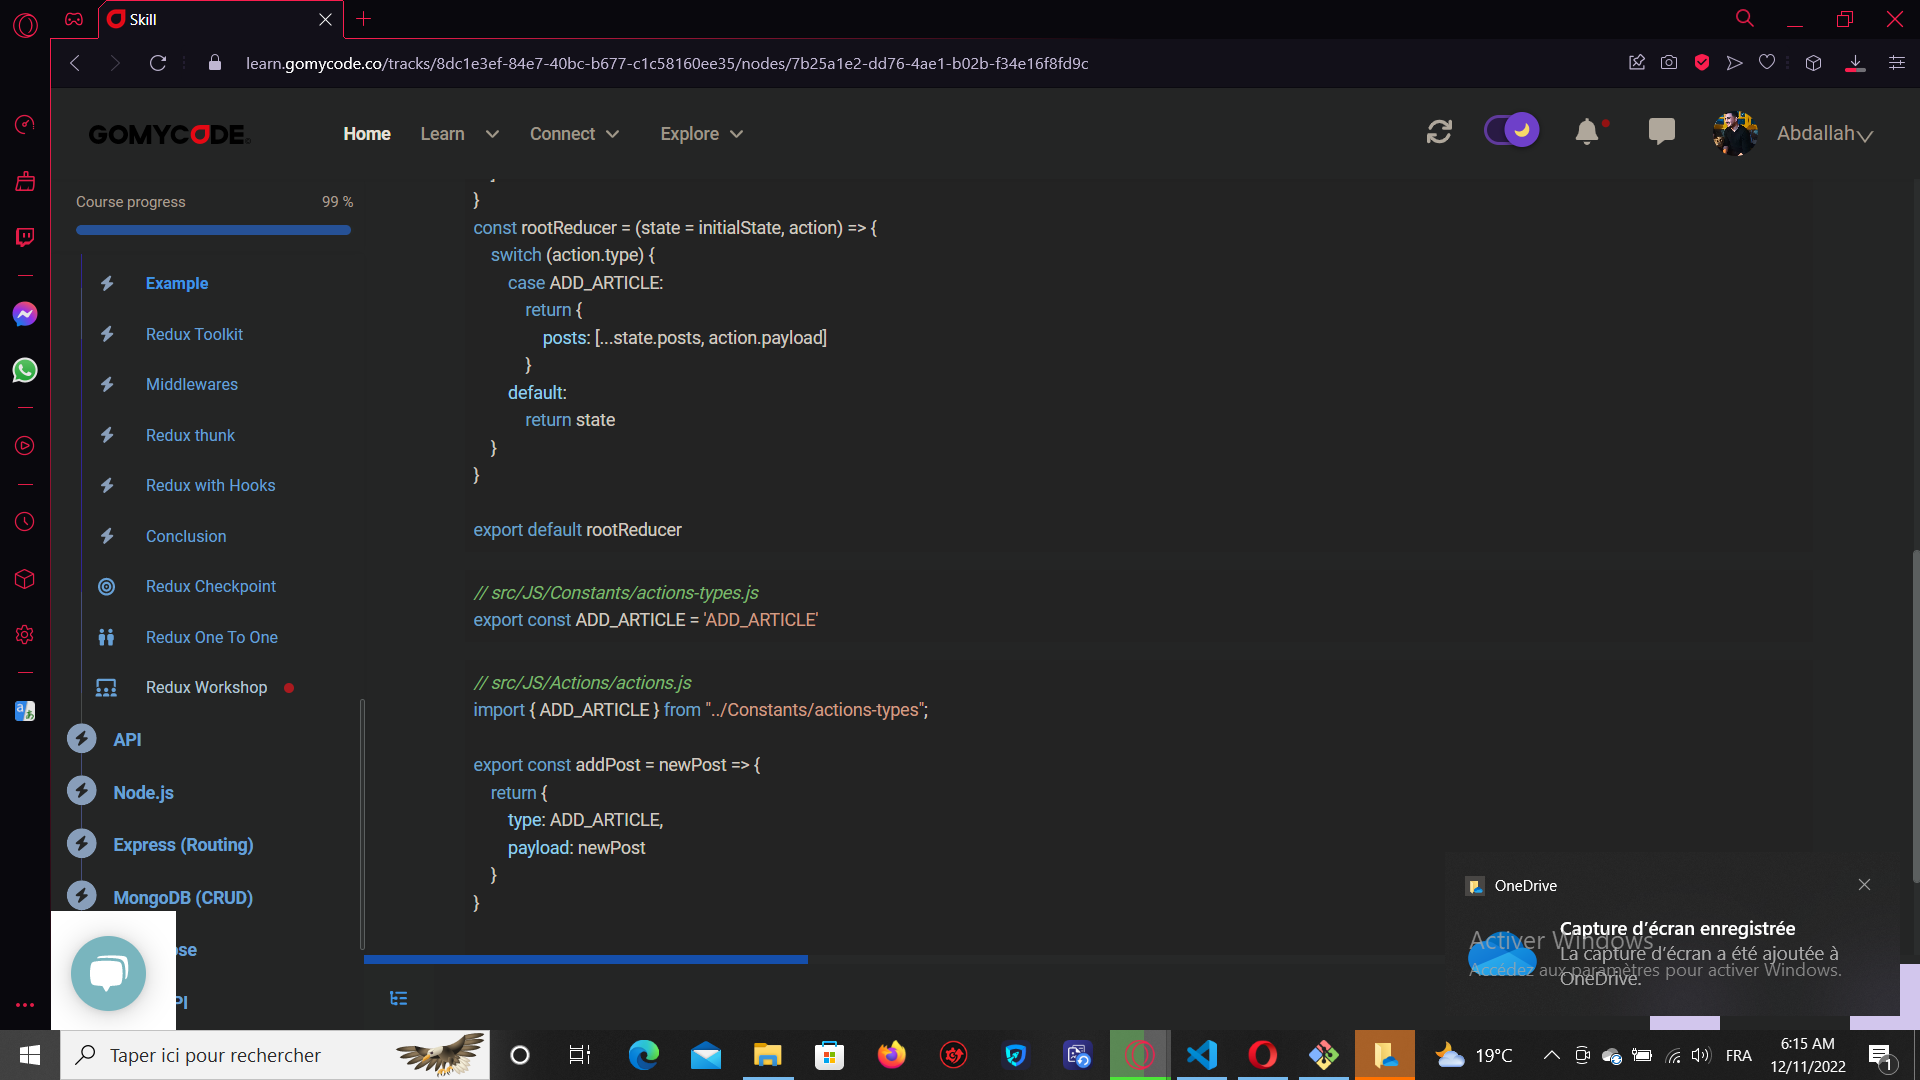 Skill
learn.gomycode.co/tracks/8dc1e3ef-84e7-40bc-b677-c1c58160ee35/nodes/7b25a1e2-dd76-4ae1-b02b-f34e16f8fd9c
GOMYCODE
Home
Learn
Connect
Explore
Abdallah
Course progress
99 %
Example
Redux Toolkit
Middlewares
Redux thunk
Redux with Hooks
Conclusion
Redux Checkpoint
Redux One To One
Redux Workshop
API
Node.js
Express (Routing)
MongoDB (CRUD)
]
}
const rootReducer = (state = initialState, action) => {
switch (action.type) {
case ADD_ARTICLE:
return {
posts: [...state.posts, action.payload]
}
default:
return state
}
}
export default rootReducer
// src/JS/Constants/actions-types.js
export const ADD_ARTICLE = 'ADD_ARTICLE'
// src/JS/Actions/actions.js
import { ADD_ARTICLE } from "../Constants/actions-types";
export const addPost = newPost => {
return {
type: ADD_ARTICLE,
payload: newPost
}
}
OneDrive
Capture d'écran enregistrée
La capture d'écran a été ajoutée à
OneDrive.
Activer Windows
Accédez aux paramètres pour activer Windows.
Taper ici pour rechercher
19°C
FRA
6:15 AM
12/11/2022
1